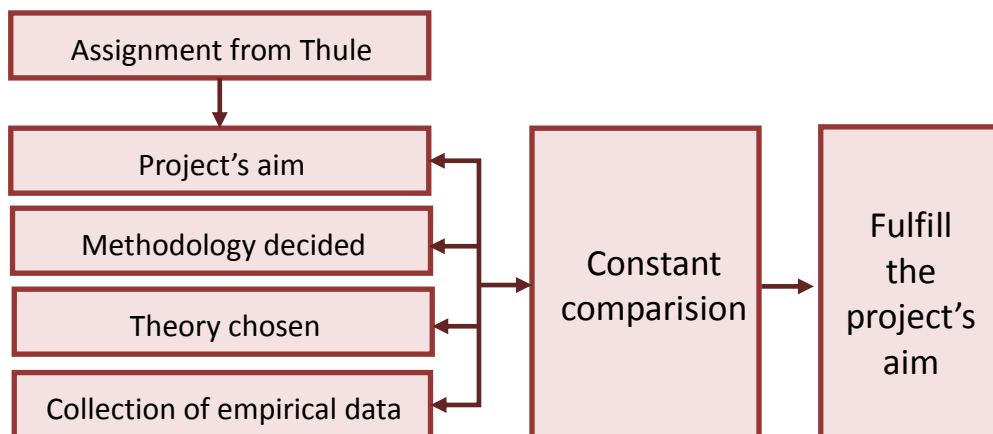 Assignment from Thule
Project’s aim
Methodology decided
Theory chosen
Collection of empirical data
Constant
comparision
Fulfill
the
project’s
aim